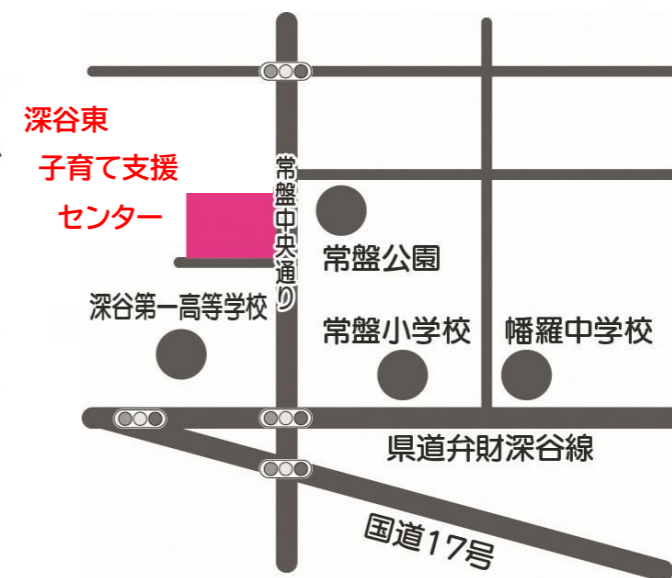 深谷東
子育て支援
センター
常盤中央通り
常盤公園
深谷第一高等学校
常盤小学校
幡羅中学校
県道弁財深谷線
国道17号